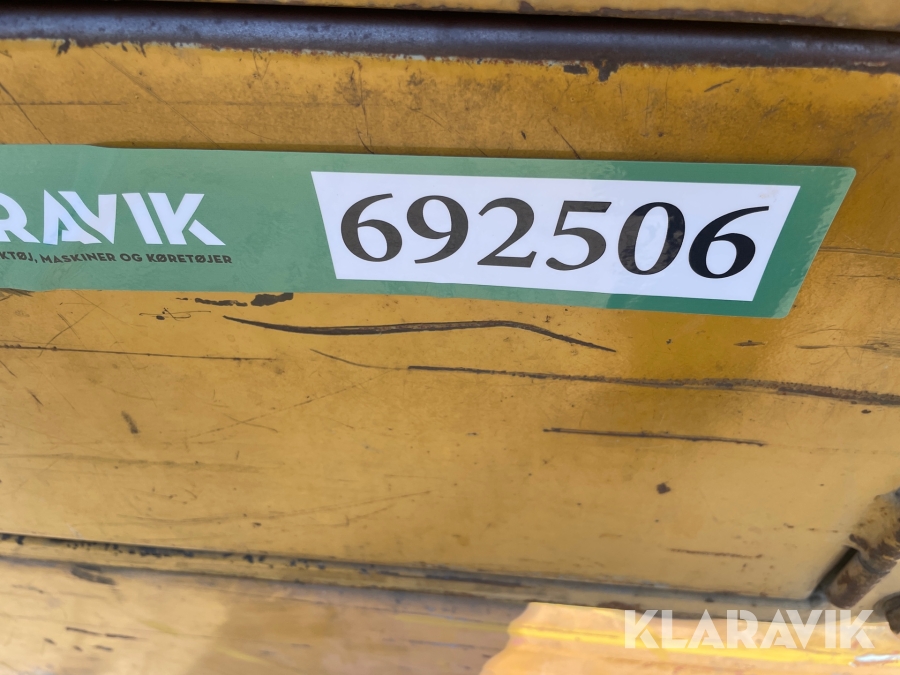 RAVIK
692506
KTØJ, MASKINER OG KØRETØJER
KLARAVIK